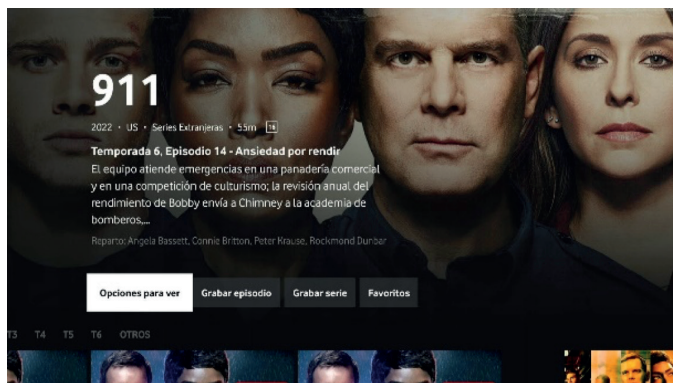 911
2022 • US • Series Extranjeras • 55m 16
Temporada 6, Episodio 14 - Ansiedad por rendir
El equipo atiende emergencias en una panadería comercial
y en una competición de culturismo; la revisión anual del
rendimiento de Bobby envía a Chimney a la academia de
bomberos,...
Reparto: Angela Bassett, Connie Britton, Peter Krause, Rockmond Dunbar
Opciones para ver Grabar episodio Grabar serie Favoritos
T3 T4 T5 T6 OTROS